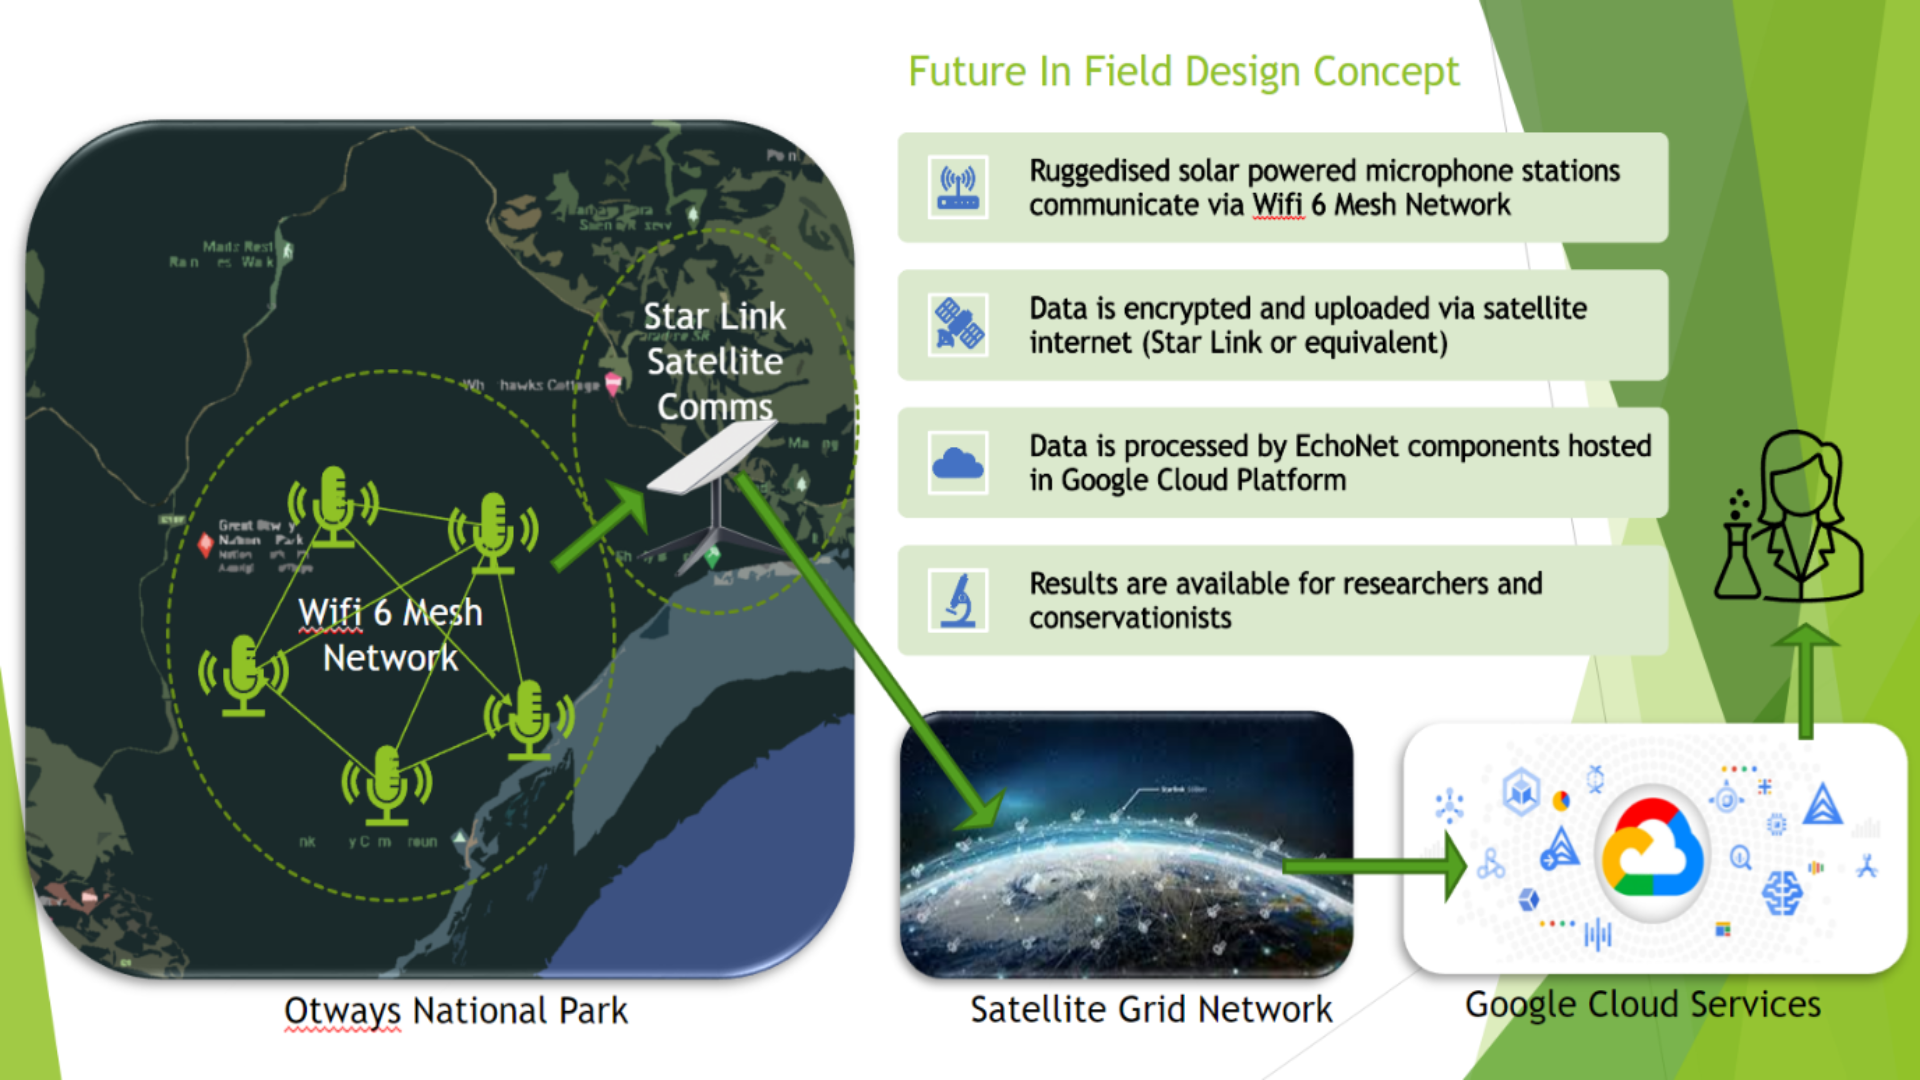 Future In Field Design Concept
Ruggedised solar powered microphone stations
communicate via Wifi 6 Mesh Network
Data is encrypted and uploaded via satellite
internet (Star Link or equivalent)
Data is processed by EchoNet components hosted
in Google Cloud Platform
Results are available for researchers and
conservationists
Star Link
Satellite
Comms
Wifi 6 Mesh
Network
Otways National Park
Satellite Grid Network
Google Cloud Services